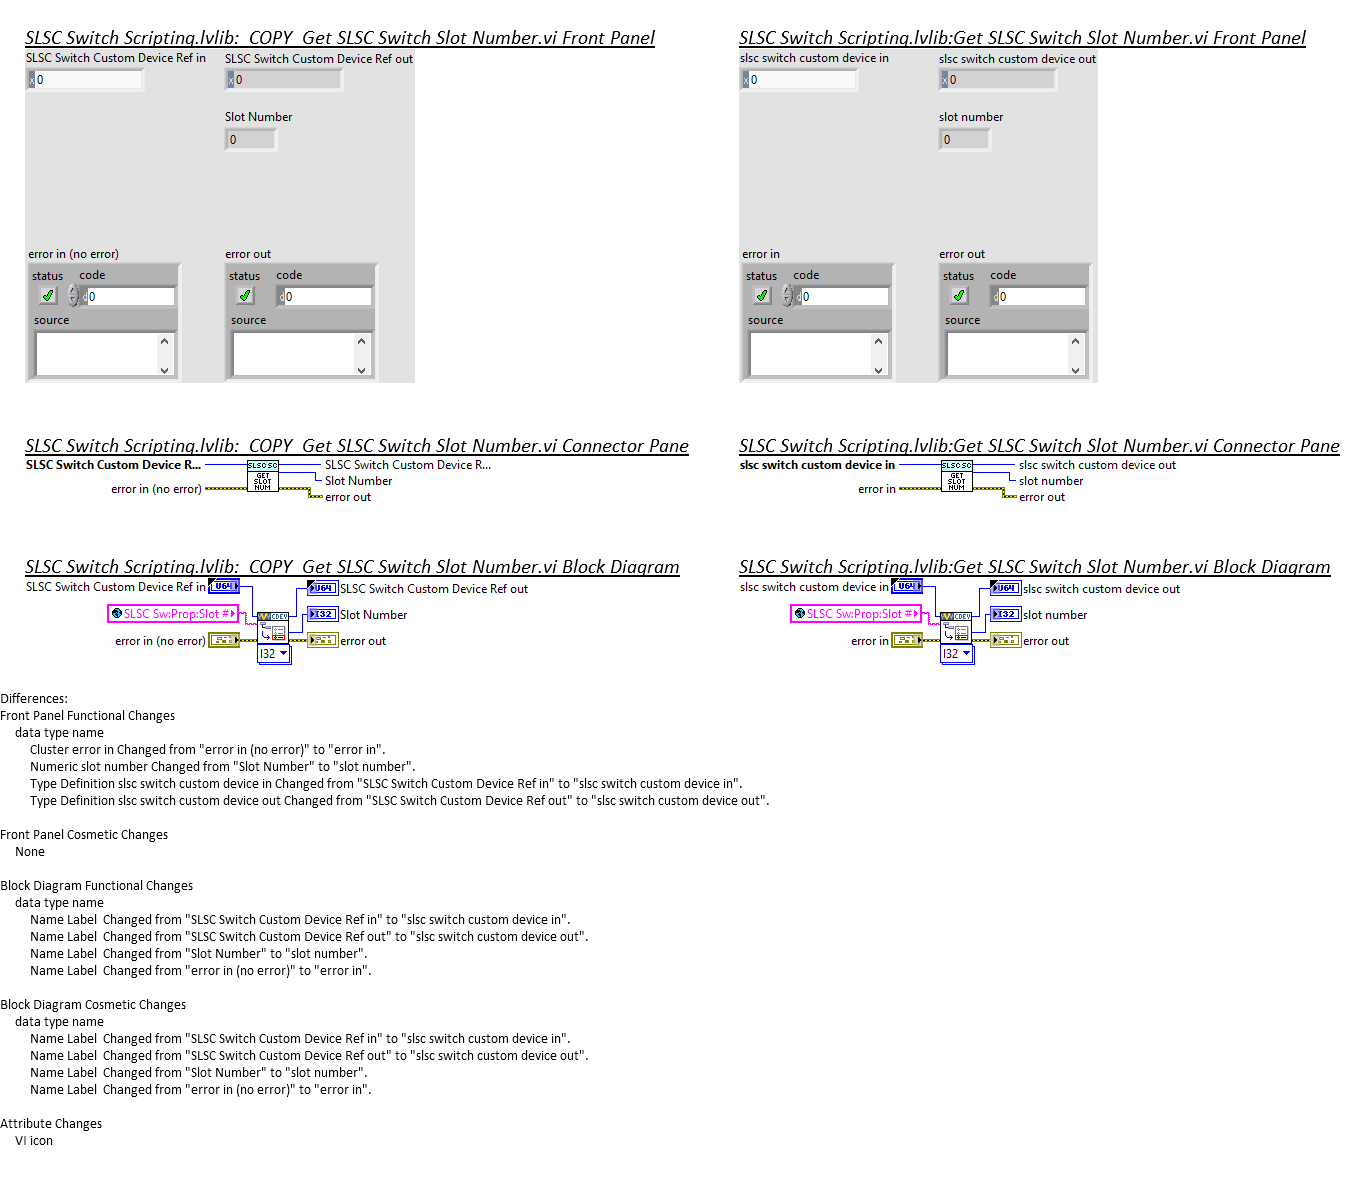 SLSC Switch Scripting.lvlib:_COPY_Get SLSC Switch Slot Number.vi Front Panel
SLSC Switch Custom Device Ref in
SLSC Switch Custom Device Ref out
x 0
x 0
Slot Number
0
error in (no error)
error out
status code
status code
d 0
d 0
source
source
SLSC Switch Scripting.lvlib:Get SLSC Switch Slot Number.vi Front Panel
slsc switch custom device in
slsc switch custom device out
x 0
x 0
slot number
0
error in
error out
status code
status code
d 0
d 0
source
source
SLSC Switch Scripting.lvlib:_COPY_Get SLSC Switch Slot Number.vi Connector Pane
SLSC Switch Custom Device R...
SLSC SC
GET
SLOT
NUM
SLSC Switch Custom Device R...
Slot Number
error in (no error)
error out
SLSC Switch Scripting.lvlib:Get SLSC Switch Slot Number.vi Connector Pane
slsc switch custom device in
SLSC SC
GET
SLOT
NUM
slsc switch custom device out
slot number
error in
error out
SLSC Switch Scripting.lvlib:_COPY_Get SLSC Switch Slot Number.vi Block Diagram
SLSC Switch Custom Device Ref in
U64
U64
SLSC Switch Custom Device Ref out
SLSC Sw:Prop:Slot #
CDEV
I32
Slot Number
error in (no error)
error out
I32
SLSC Switch Scripting.lvlib:Get SLSC Switch Slot Number.vi Block Diagram
slsc switch custom device in
U64
U64
slsc switch custom device out
SLSC Sw:Prop:Slot #
CDEV
I32
slot number
error in
error out
I32
Differences:
Front Panel Functional Changes
data type name
Cluster error in Changed from "error in (no error)" to "error in".
Numeric slot number Changed from "Slot Number" to "slot number".
Type Definition slsc switch custom device in Changed from "SLSC Switch Custom Device Ref in" to "slsc switch custom device in".
Type Definition slsc switch custom device out Changed from "SLSC Switch Custom Device Ref out" to "slsc switch custom device out".
Front Panel Cosmetic Changes
None
Block Diagram Functional Changes
data type name
Name Label  Changed from "SLSC Switch Custom Device Ref in" to "slsc switch custom device in".
Name Label  Changed from "SLSC Switch Custom Device Ref out" to "slsc switch custom device out".
Name Label  Changed from "Slot Number" to "slot number".
Name Label  Changed from "error in (no error)" to "error in".
Block Diagram Cosmetic Changes
data type name
Name Label  Changed from "SLSC Switch Custom Device Ref in" to "slsc switch custom device in".
Name Label  Changed from "SLSC Switch Custom Device Ref out" to "slsc switch custom device out".
Name Label  Changed from "Slot Number" to "slot number".
Name Label  Changed from "error in (no error)" to "error in".
Attribute Changes
VI icon